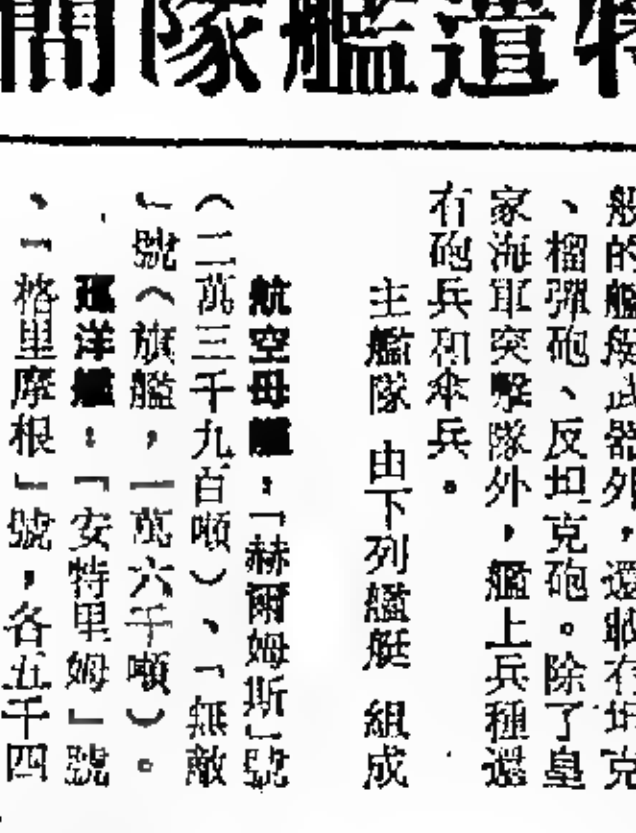 特遣艦隊
般的艦艇武器外，還載有坦克
、榴彈砲、反坦克砲。除了皇
家海軍突擊隊外，艦上兵種還
有砲兵和傘兵。
主艦隊 由下列艦艇 組成
航空母艦：「赫爾姆斯」號
（二萬三千九百噸）、「無敵
」號（旗艦，一萬六千噸）。
巡洋艦：「安特里姆」號
、「格里摩根」號，各五千四